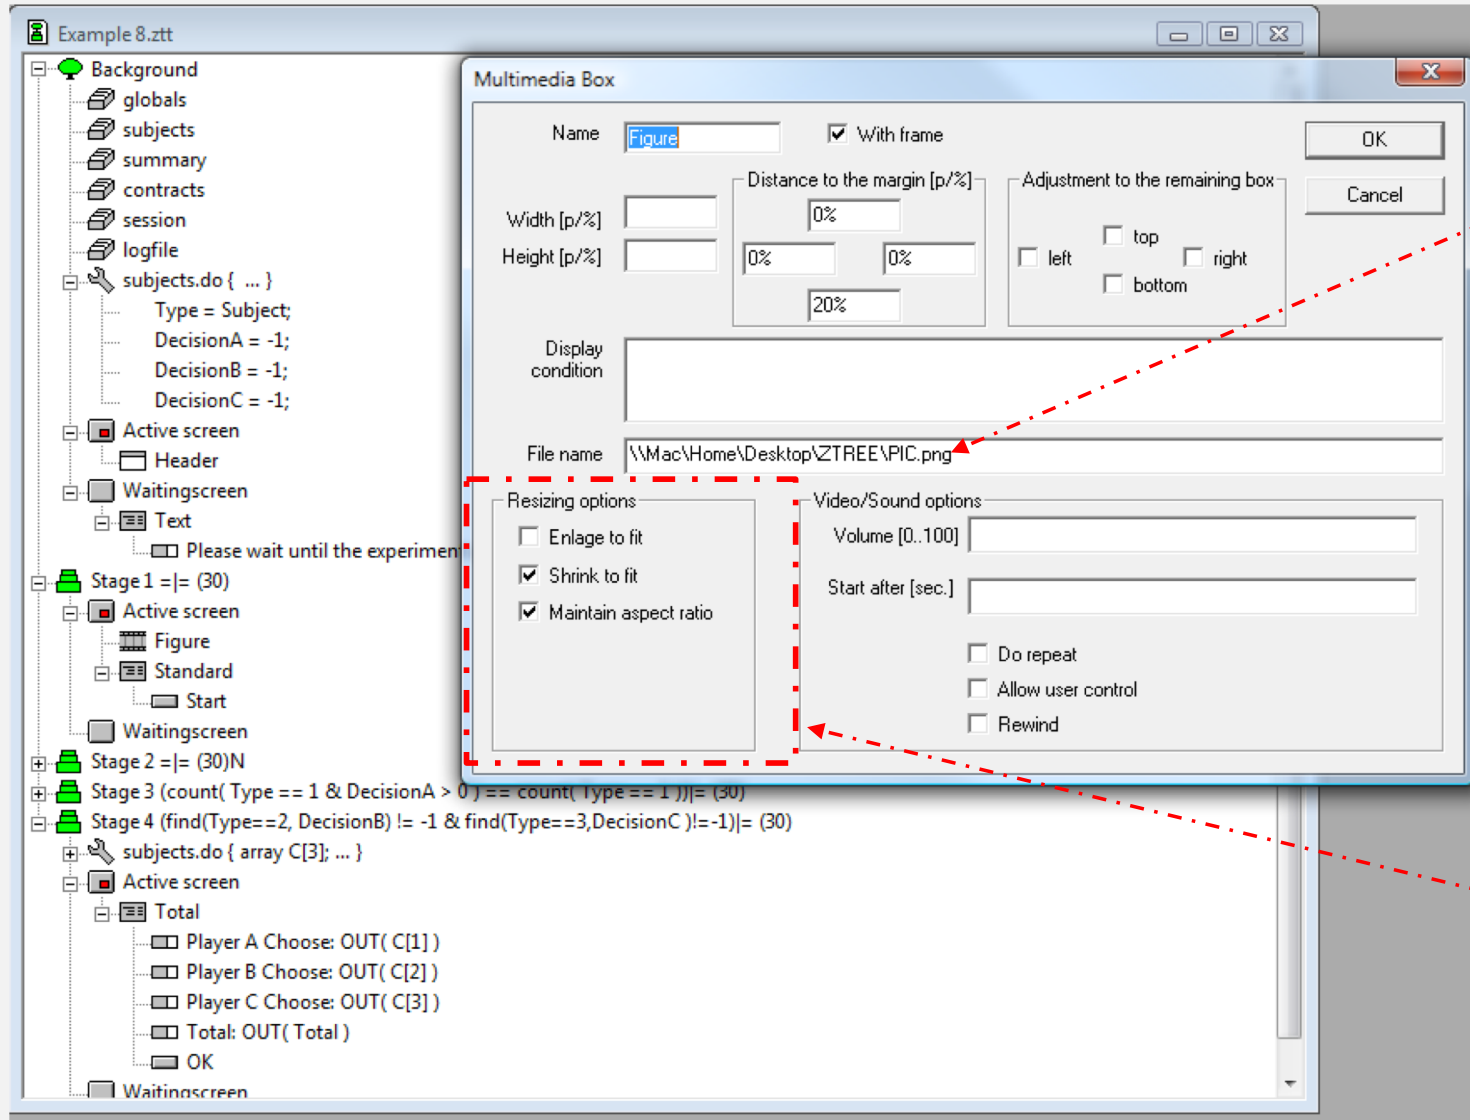 Example 8.ztt
Background
globals
subjects
summary
contracts
session
logfile
subjects.do { ... }
Type = Subject;
DecisionA = -1;
DecisionB = -1;
DecisionC = -1;
Active screen
Header
Waitingscreen
Text
Please wait until the experimen
Stage 1 =|= (30)
Active screen
Figure
Standard
Start
Waitingscreen
Stage 2 =|= (30)N
Stage 3 (count( Type == 1 & DecisionA > 0 ) == count( Type == 1 ))|= (30)
Stage 4 (find(Type==2, DecisionB) != -1 & find(Type==3,DecisionC )!=-1)|= (30)
subjects.do { array C[3]; ... }
Active screen
Total
Player A Choose: OUT( C[1] )
Player B Choose: OUT( C[2] )
Player C Choose: OUT( C[3] )
Total: OUT( Total )
OK
Waitingscreen
Multimedia Box
Name Figure With frame OK
Distance to the margin [p/%] Adjustment to the remaining box Cancel
Width [p/%] 0% top
Height [p/%] 0% 0% left right
20% bottom
Display
condition
File name \\Mac\Home\Desktop\ZTREE\PIC.png
Resizing options Video/Sound options
Enlage to fit Volume [0..100]
Shrink to fit Start after [sec.]
Maintain aspect ratio
Do repeat
Allow user control
Rewind